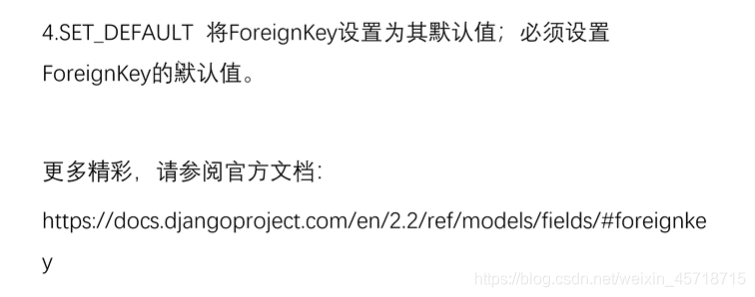 4.SET_DEFAULT 将ForeignKey设置为其默认值；必须设置
ForeignKey的默认值。
更多精彩，请参阅官方文档：
https://docs.djangoproject.com/en/2.2/ref/models/fields/#foreignke
y
https://blog.csdn.net/weixin_45718715